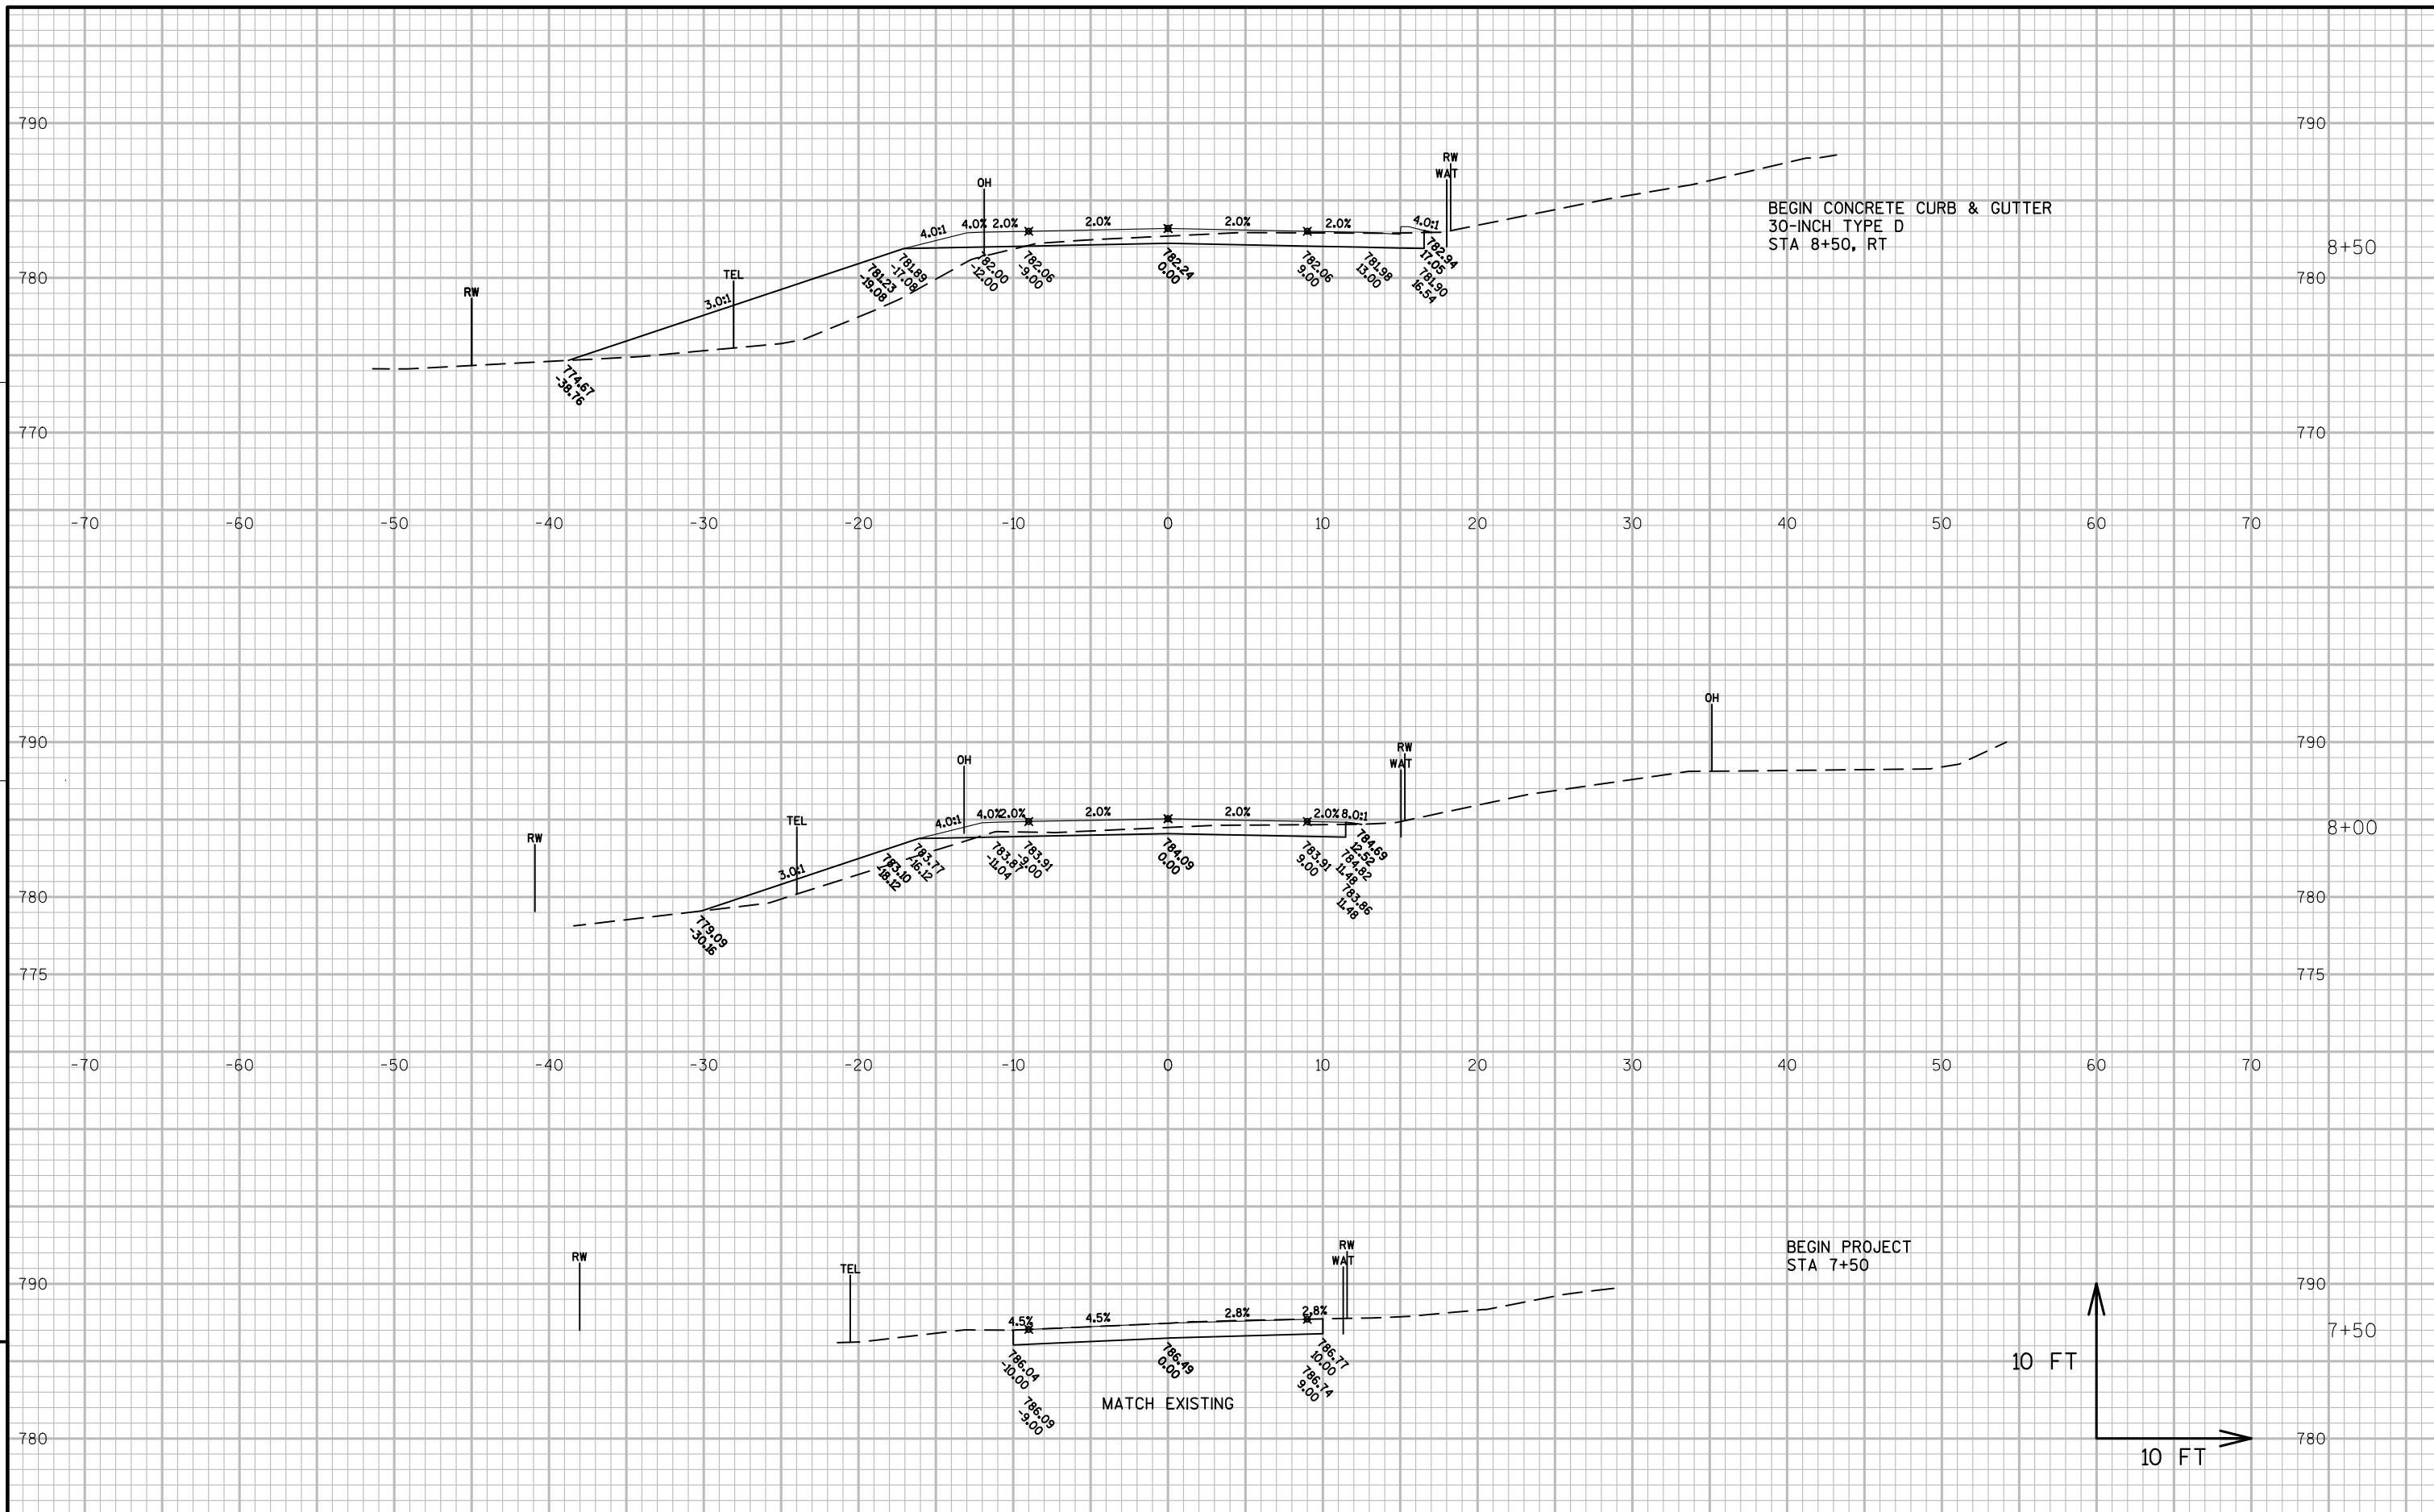 790
790
RW
WAT
OH
4.0:1 4.0% 2.0% 2.0% 2.0% 2.0% 4.0:1
BEGIN CONCRETE CURB & GUTTER
30-INCH TYPE D
STA 8+50, RT
8+50
780
780
TEL
RW
3.0:1
781.23
-19.08
781.89
-17.08
782.00
-12.00
782.06
-9.00
782.24
0.00
782.06
9.00
781.98
13.00
782.94
17.05
781.90
16.54
774.67
-38.76
770
770
-70 -60 -50 -40 -30 -20 -10 0 10 20 30 40 50 60 70
OH
790
790
RW
WAT
OH
TEL
RW
4.0:1 4.0% 2.0% 2.0% 2.0% 2.0% 8.0:1
8+00
3.0:1
780
780
783.10
-18.12
783.77
-16.12
783.87
-11.04
783.91
-9.00
784.09
0.00
783.91
9.00
784.69
12.52
784.82
11.48
783.86
11.48
779.09
-30.16
775
775
-70 -60 -50 -40 -30 -20 -10 0 10 20 30 40 50 60 70
RW
TEL
RW
WAT
BEGIN PROJECT
STA 7+50
790
790
4.5% 4.5% 2.8% 2.8%
7+50
786.04
-10.00
786.09
-9.00
786.49
0.00
786.77
10.00
786.74
9.00
MATCH EXISTING
10 FT
780
780
10 FT